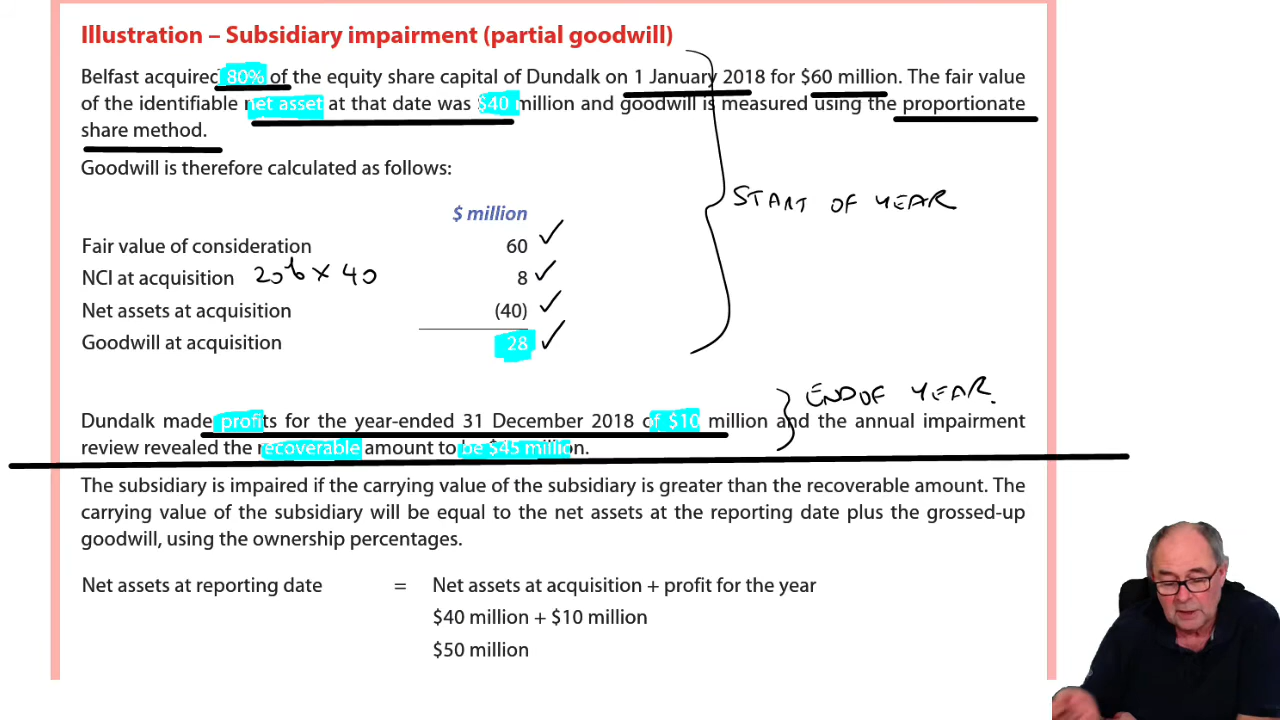 Illustration – Subsidiary impairment (partial goodwill)
Belfast acquired 80% of the equity share capital of Dundalk on 1 January 2018 for $60 million. The fair value
of the identifiable net asset at that date was $40 million and goodwill is measured using the proportionate
share method.
Goodwill is therefore calculated as follows:
START OF YEAR
$ million
Fair value of consideration 60 ✓
NCI at acquisition 20% × 40 8 ✓
Net assets at acquisition (40) ✓
Goodwill at acquisition 28 ✓
END OF YEAR.
Dundalk made profits for the year-ended 31 December 2018 of $10 million and the annual impairment
review revealed the recoverable amount to be $45 million.
The subsidiary is impaired if the carrying value of the subsidiary is greater than the recoverable amount. The
carrying value of the subsidiary will be equal to the net assets at the reporting date plus the grossed-up
goodwill, using the ownership percentages.
Net assets at reporting date = Net assets at acquisition + profit for the year
$40 million + $10 million
$50 million